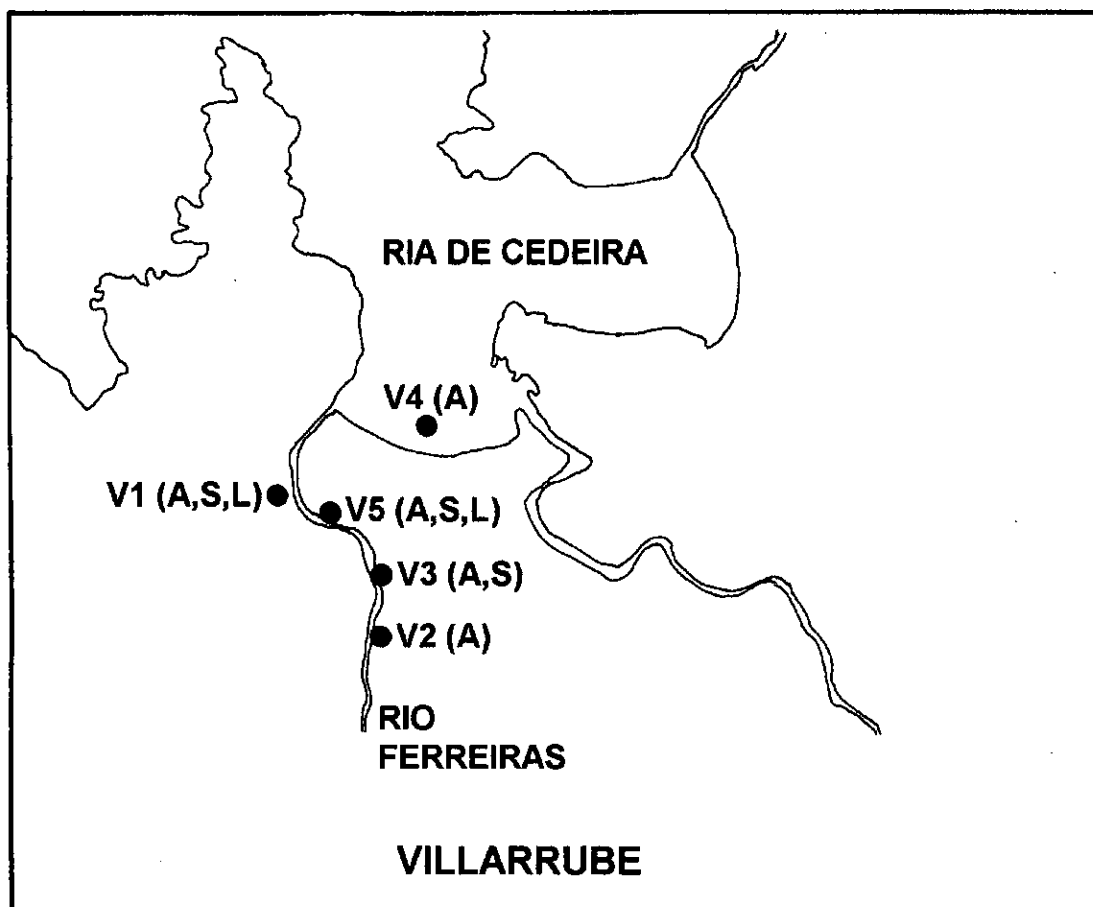 RIA DE CEDEIRA
V4 (A)
V1 (A,S,L)
V5 (A,S,L)
V3 (A,S)
V2 (A)
RIO
FERREIRAS
VILLARRUBE